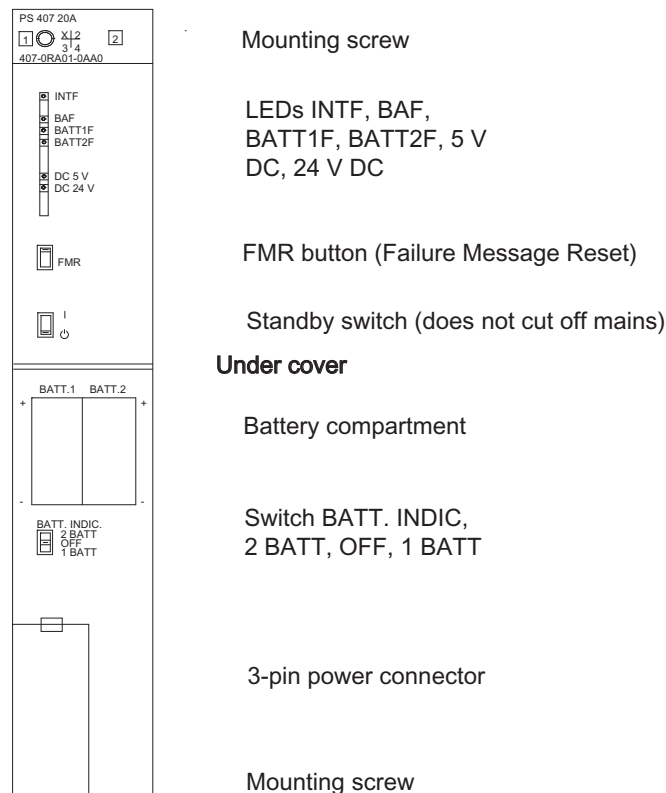 PS 407 20A
1 X 2 3 4 2
407-0RA01-0AA0
Mounting screw
INTF
BAF
BATT1F
BATT2F
DC 5 V
DC 24 V
LEDs INTF, BAF,
BATT1F, BATT2F, 5 V
DC, 24 V DC
FMR
FMR button (Failure Message Reset)
I
Standby switch (does not cut off mains)
Under cover
BATT.1 BATT.2
+ +
Battery compartment
- -
BATT. INDIC.
2 BATT
OFF
1 BATT
Switch BATT. INDIC,
2 BATT, OFF, 1 BATT
3-pin power connector
Mounting screw